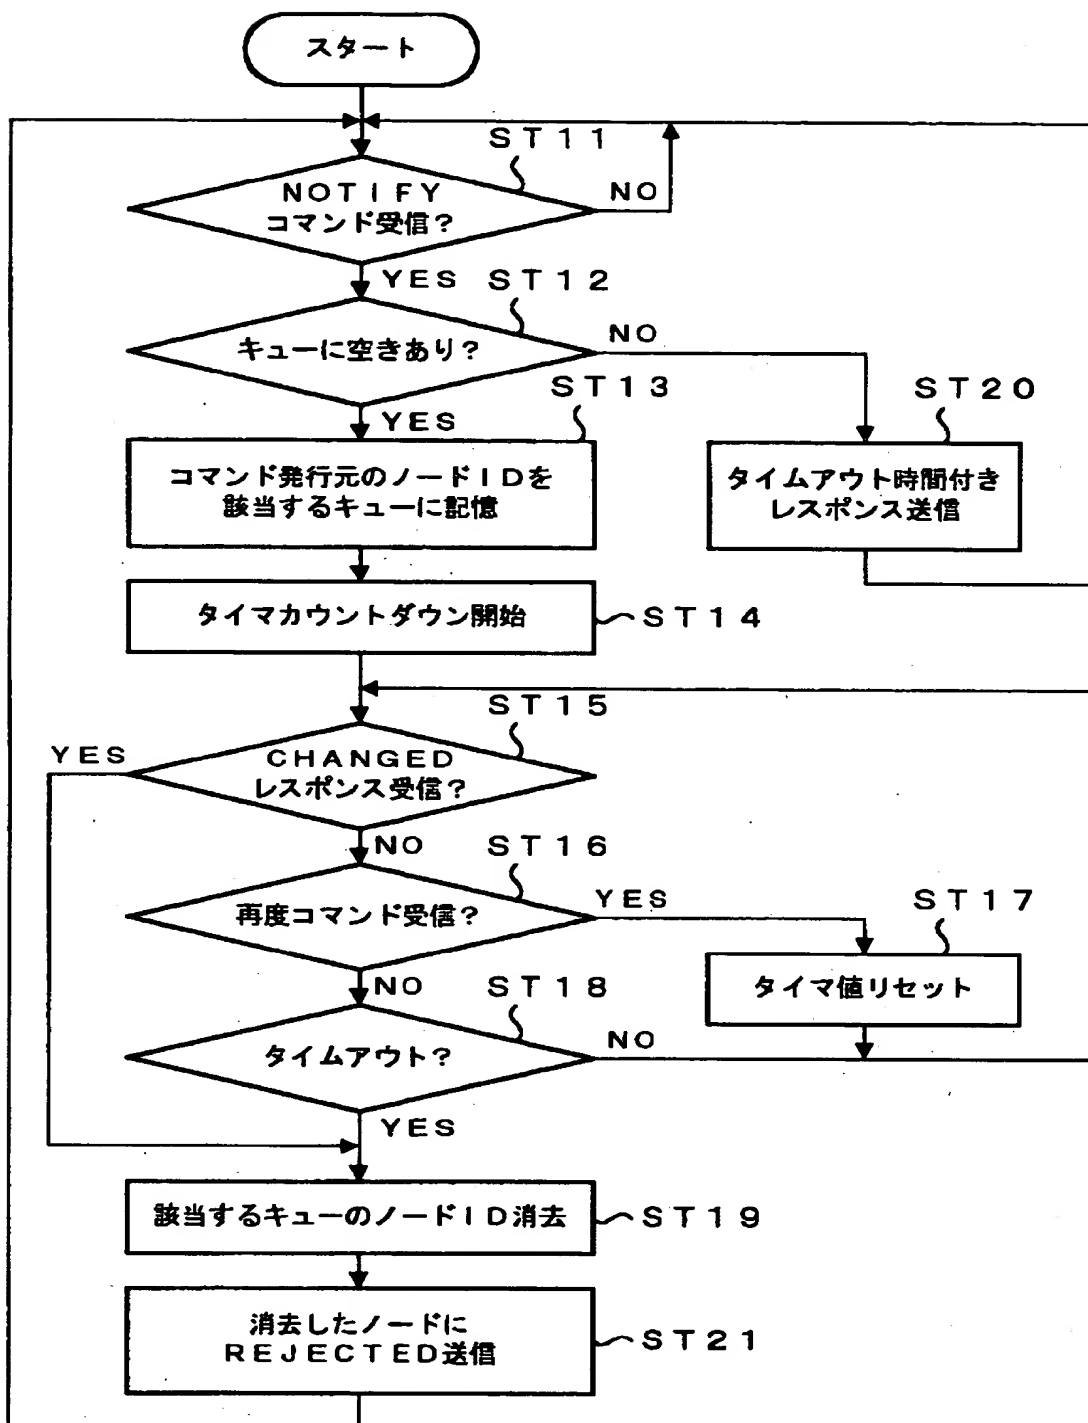 スタート
ST11
NOTIFY
コマンド受信?
NO
YES
ST12
キューに空きあり?
NO
YES
ST13
ST20
コマンド発行元のノードIDを
該当するキューに記憶
タイムアウト時間付き
レスポンス送信
タイマカウントダウン開始
ST14
ST15
YES
CHANGED
レスポンス受信?
NO
ST16
再度コマンド受信?
YES
ST17
タイマ値リセット
NO
ST18
タイムアウト?
NO
YES
該当するキューのノードID消去
ST19
消去したノードに
REJECTED送信
ST21